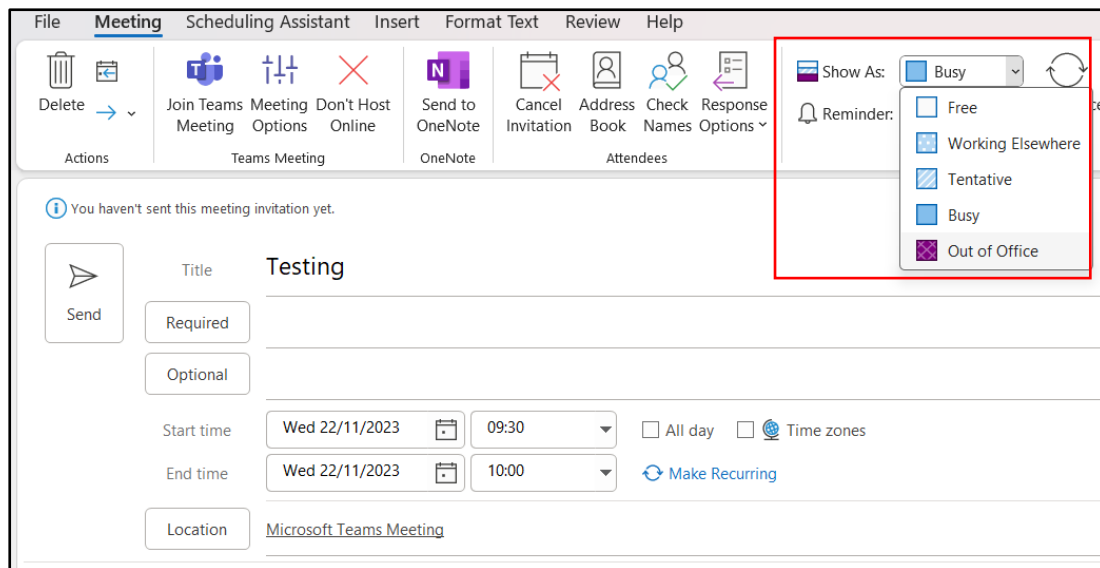 File Meeting Scheduling Assistant Insert Format Text Review Help
Delete
Join Teams Meeting
Meeting Options
Don't Host Online
Send to OneNote
Cancel Invitation
Address Book
Check Names
Response Options
Show As: Busy
Reminder:
Free
Working Elsewhere
Tentative
Busy
Out of Office
Actions Teams Meeting OneNote Attendees
You haven't sent this meeting invitation yet.
Send
Title Testing
Required
Optional
Start time Wed 22/11/2023 09:30 All day Time zones
End time Wed 22/11/2023 10:00 Make Recurring
Location Microsoft Teams Meeting